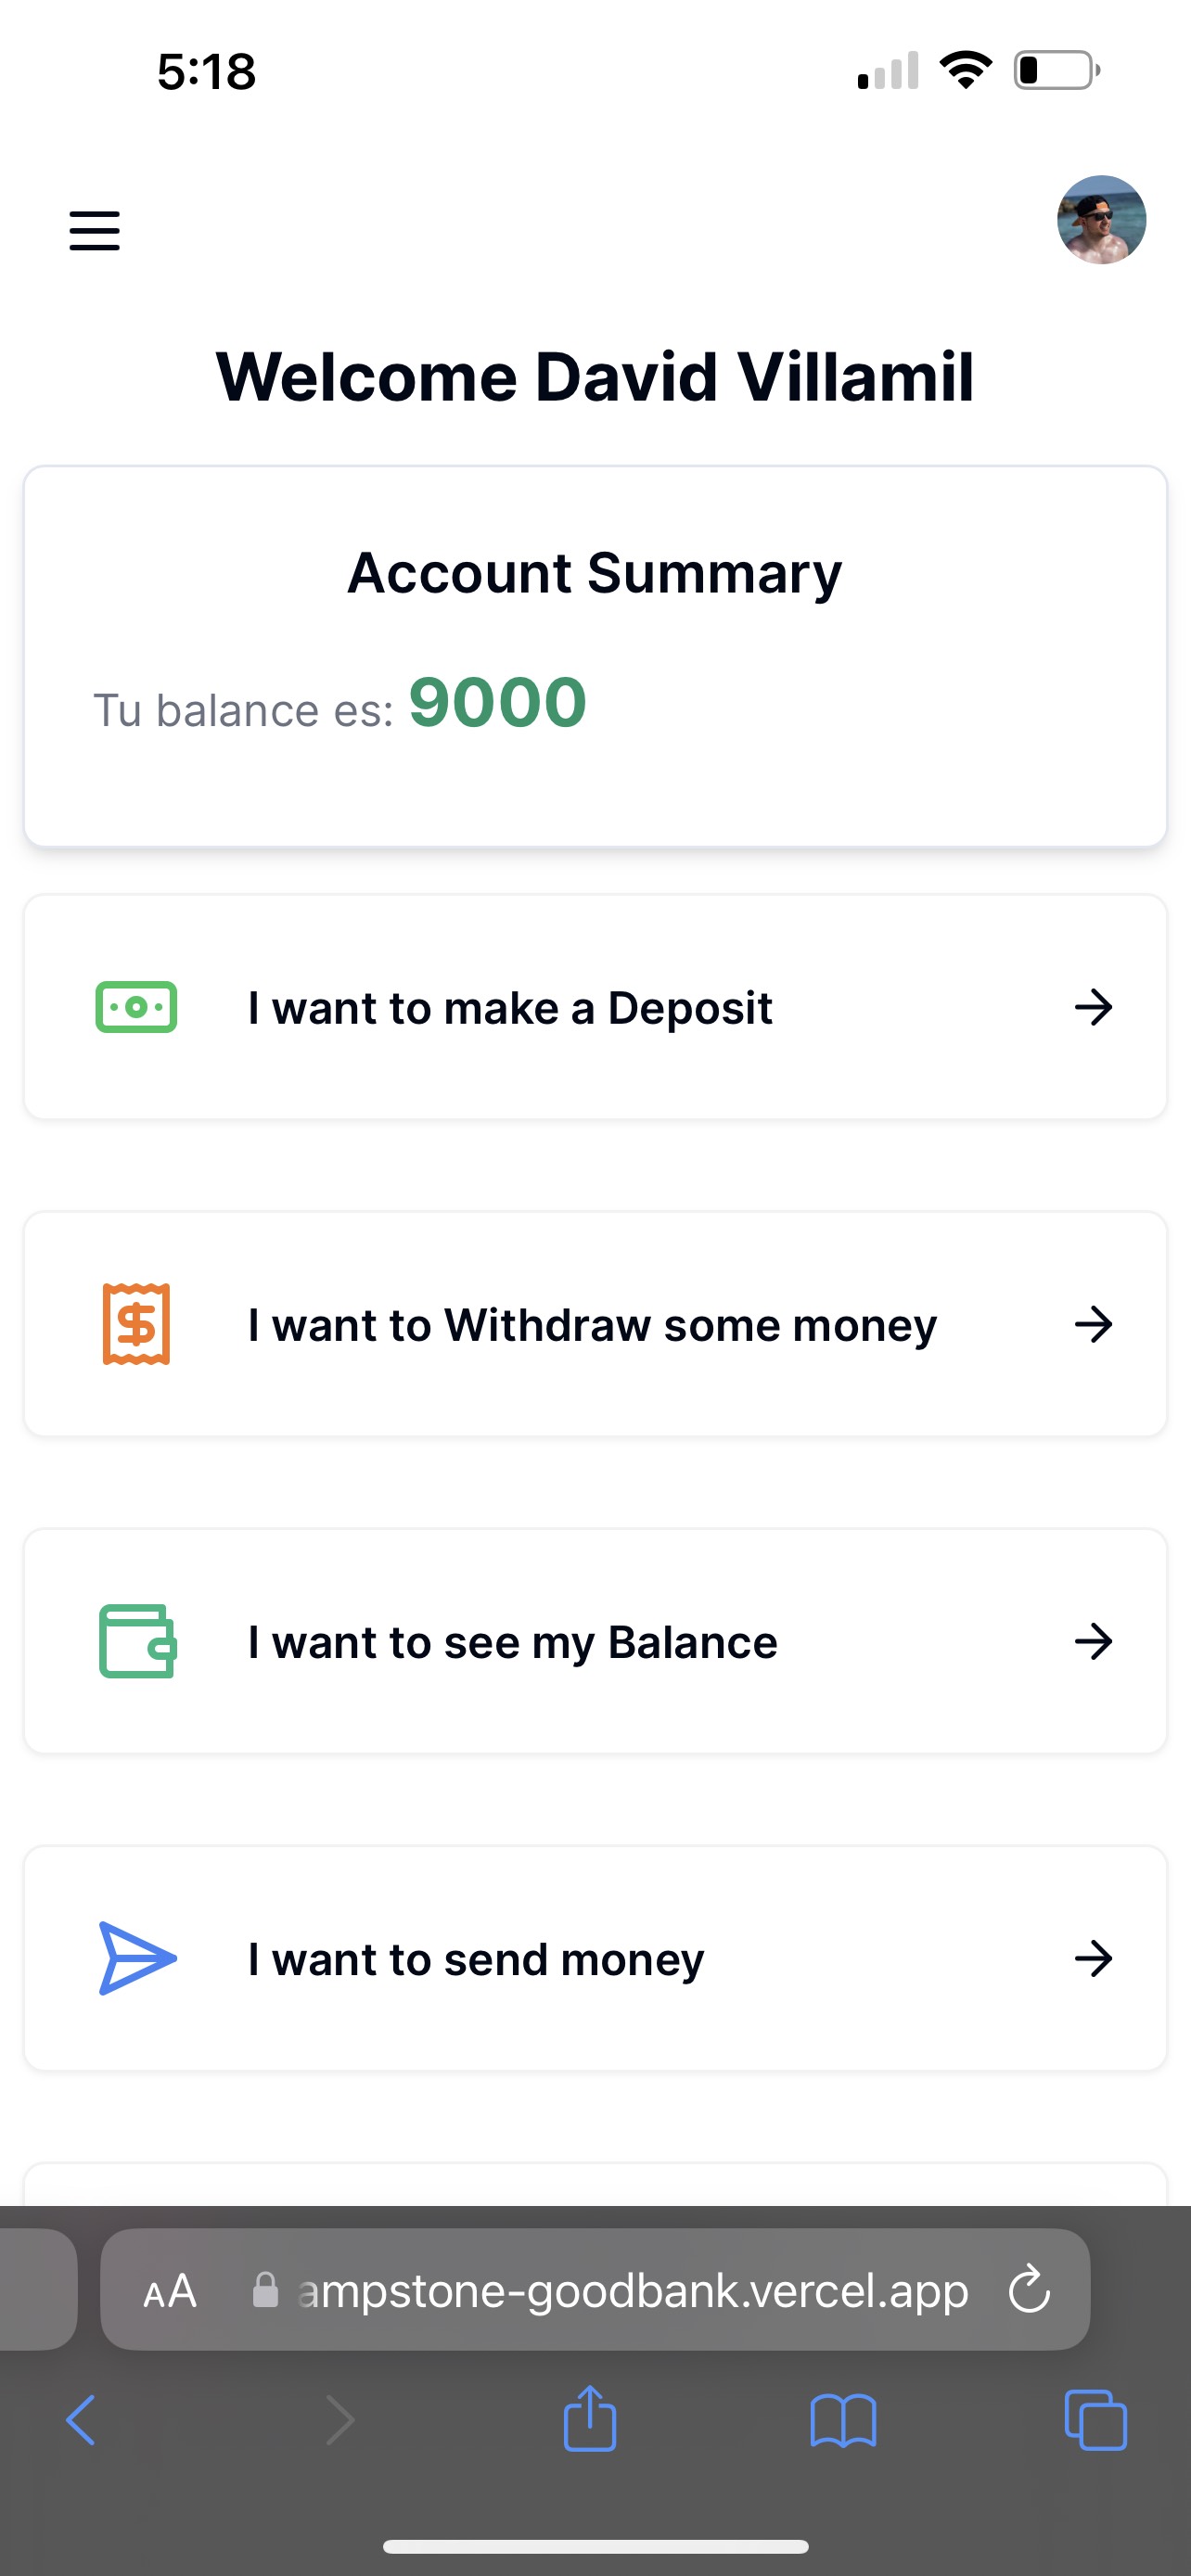 5:18
Welcome David Villamil
Account Summary
Tu balance es: 9000
I want to make a Deposit
I want to Withdraw some money
I want to see my Balance
I want to send money
AA ampstone-goodbank.vercel.app